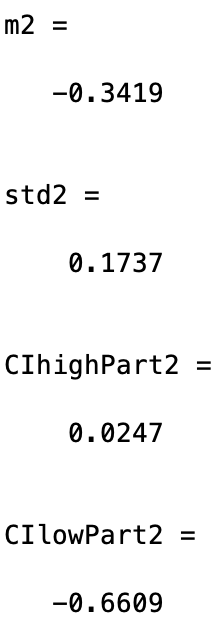 m2 =
-0.3419
std2 =
0.1737
CIhighPart2 =
0.0247
CIlowPart2 =
-0.6609